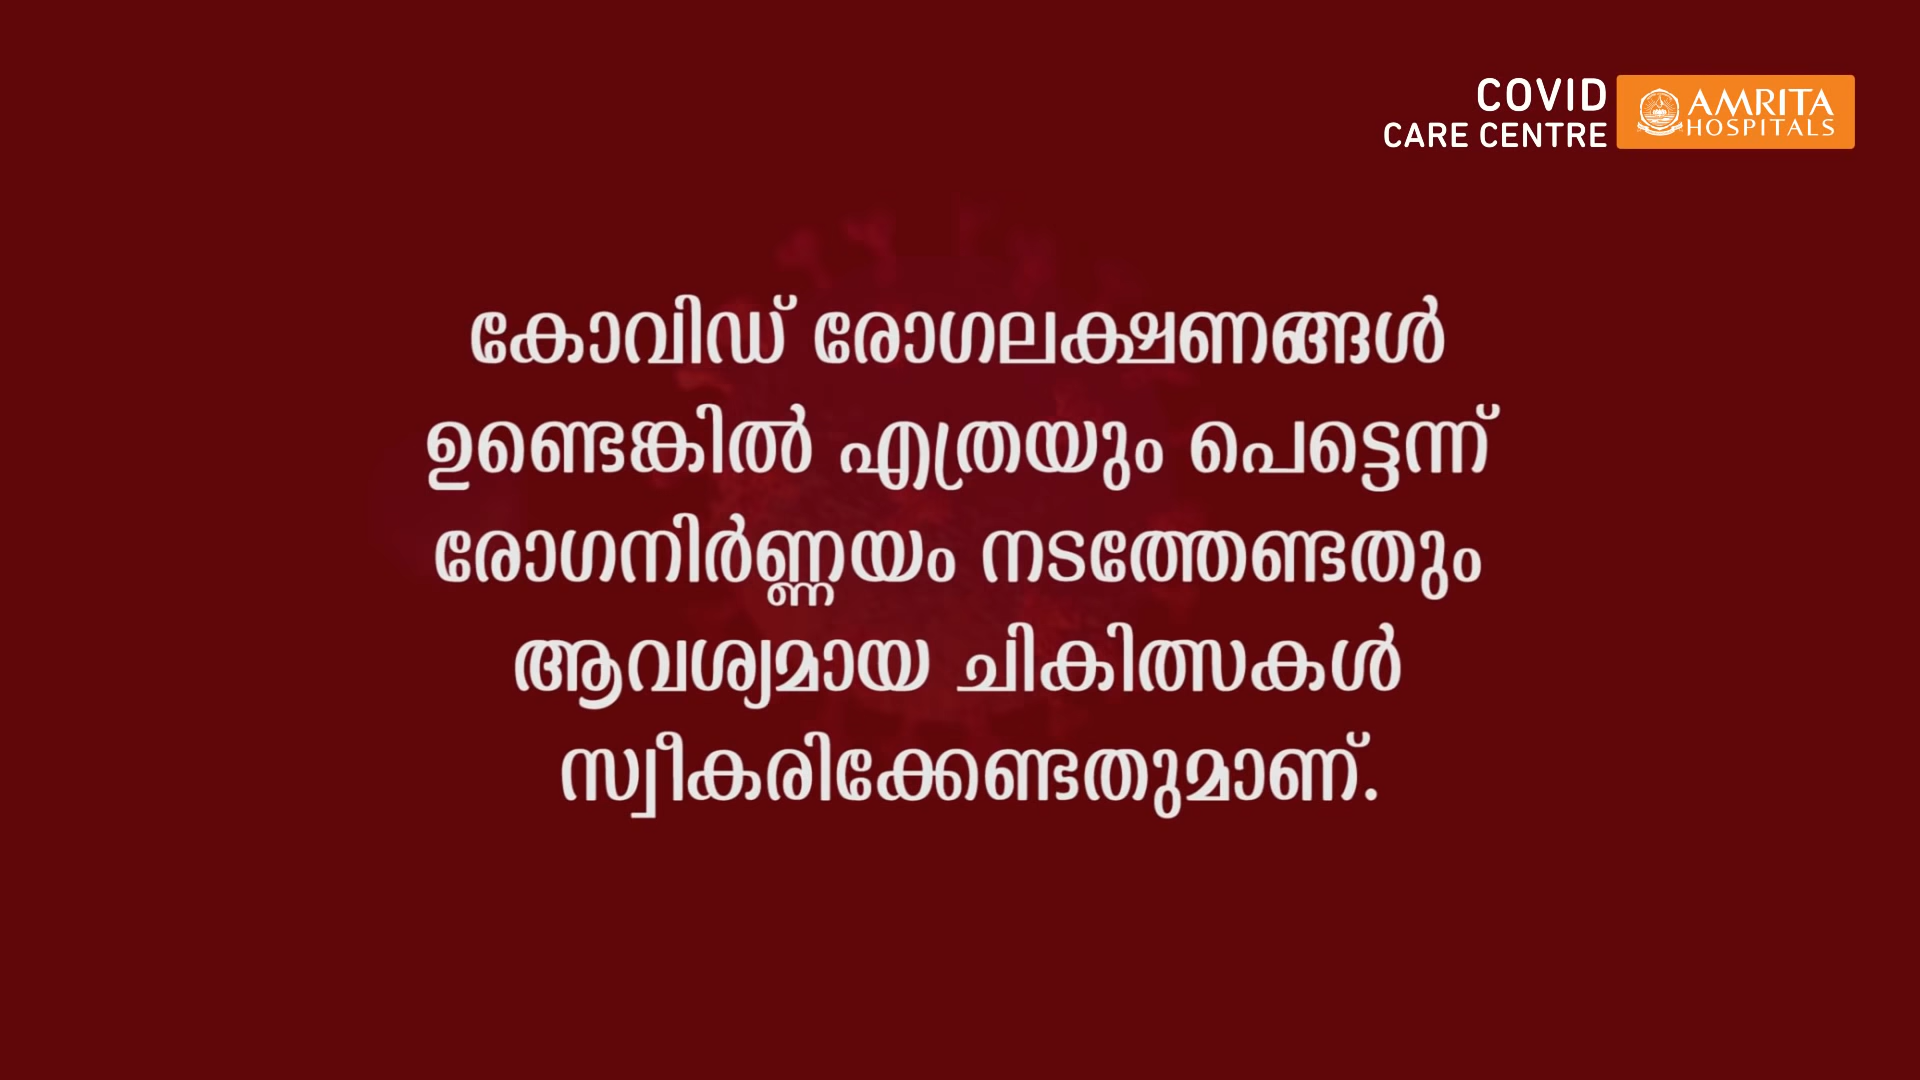 COVID
CARE CENTRE
AMRITA
HOSPITALS
കോവിഡ് രോഗലക്ഷണങ്ങൾ
ഉണ്ടെങ്കിൽ എത്രയും പെട്ടെന്ന്
രോഗനിർണ്ണയം നടത്തേണ്ടതും
ആവശ്യമായ ചികിത്സകൾ
സ്വീകരിക്കേണ്ടതുമാണ്.